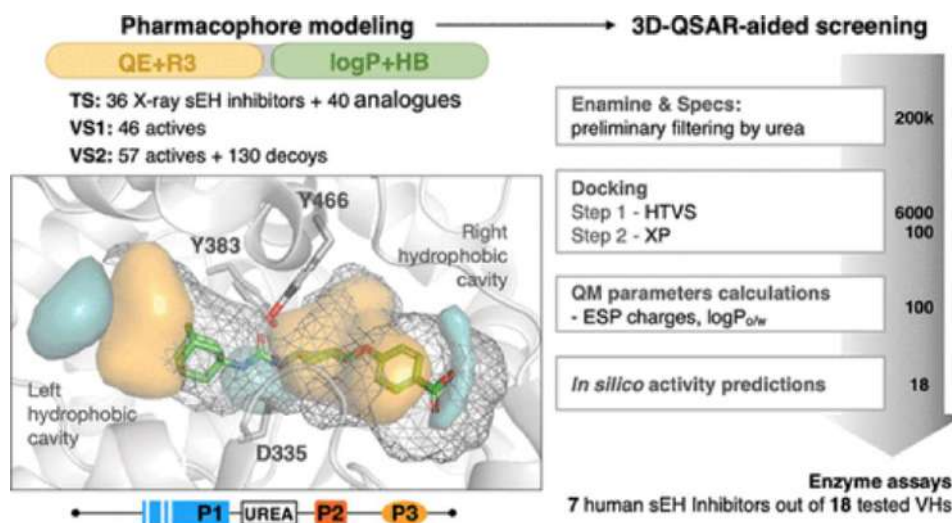 Pharmacophore modeling
3D-QSAR-aided screening
QE+R3
logP+HB
TS: 36 X-ray sEH inhibitors + 40 analogues
VS1: 46 actives
VS2: 57 actives + 130 decoys
Y466
Y383
Right
hydrophobic
cavity
Left
hydrophobic
cavity
D335
P1
UREA
P2
P3
Enamine & Specs:
preliminary filtering by urea
200k
Docking
Step 1 - HTVS
6000
Step 2 - XP
100
QM parameters calculations
- ESP charges, logPo/w
100
In silico activity predictions
18
Enzyme assays
7 human sEH Inhibitors out of 18 tested VHs